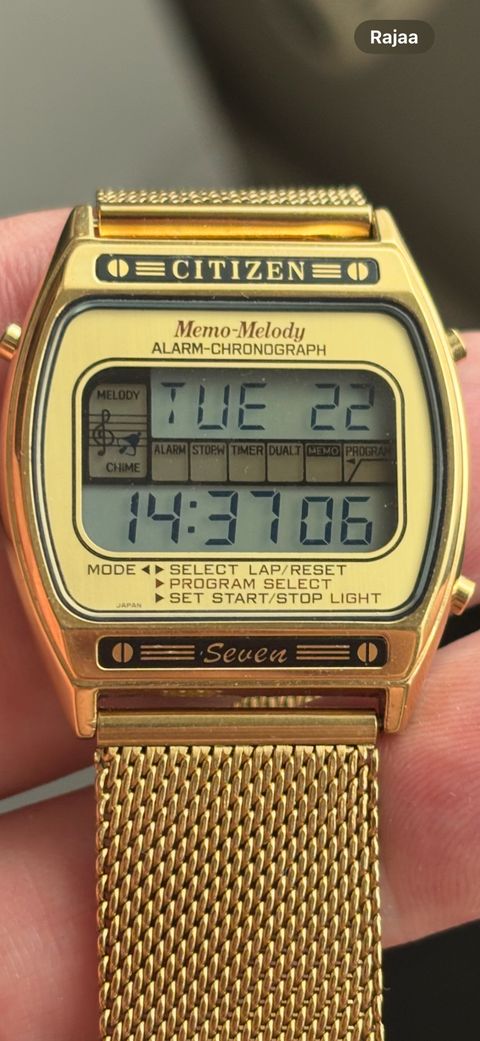 Rajaa
CITIZEN
Memo-Melody
ALARM-CHRONOGRAPH
MELODY
TUE 22
ALARM STOPW TIMER DUALT MEMO PROGRAM
CHIME
14:37 06
MODE ◀ ▶ SELECT LAP/RESET
▶ PROGRAM SELECT
▶ SET START/STOP LIGHT
JAPAN
Seven